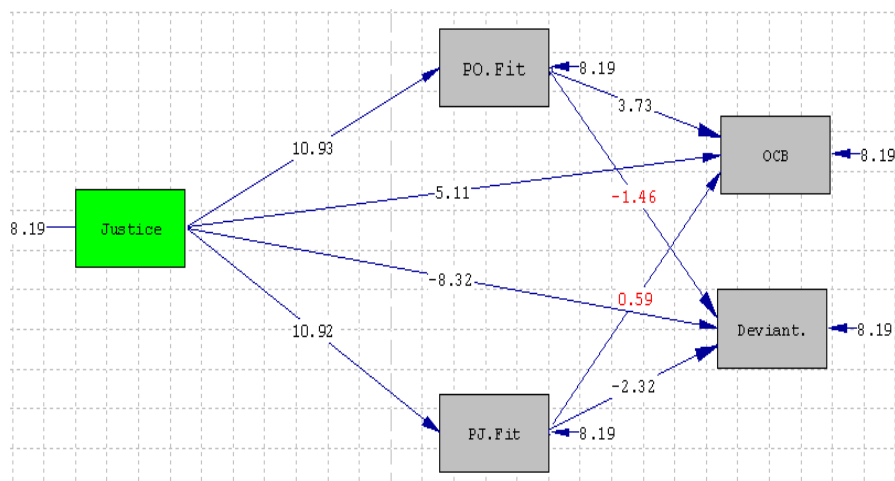 PO.Fit
8.19
3.73
10.93
OCB
8.19
5.11
-1.46
8.19
Justice
-8.32
0.59
10.92
Deviant.
8.19
-2.32
PJ.Fit
8.19